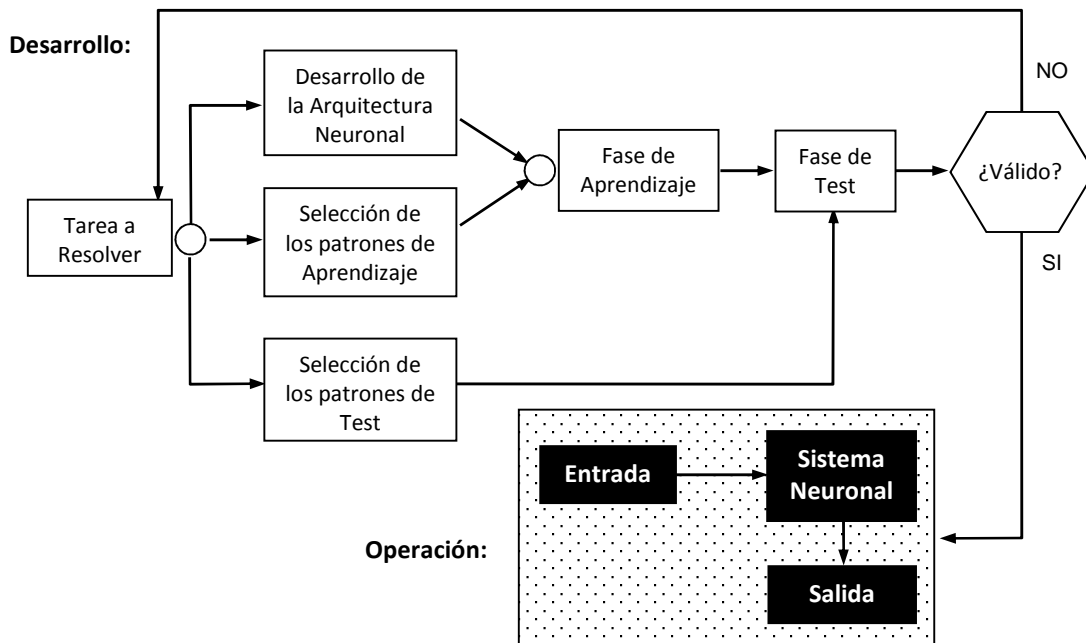 Desarrollo:
Desarrollo de
la Arquitectura
Neuronal
NO
Fase de
Aprendizaje
Fase de
Test
¿Válido?
Tarea a
Resolver
Selección de
los patrones de
Aprendizaje
SI
Selección de
los patrones de
Test
Entrada
Sistema
Neuronal
Operación:
Salida